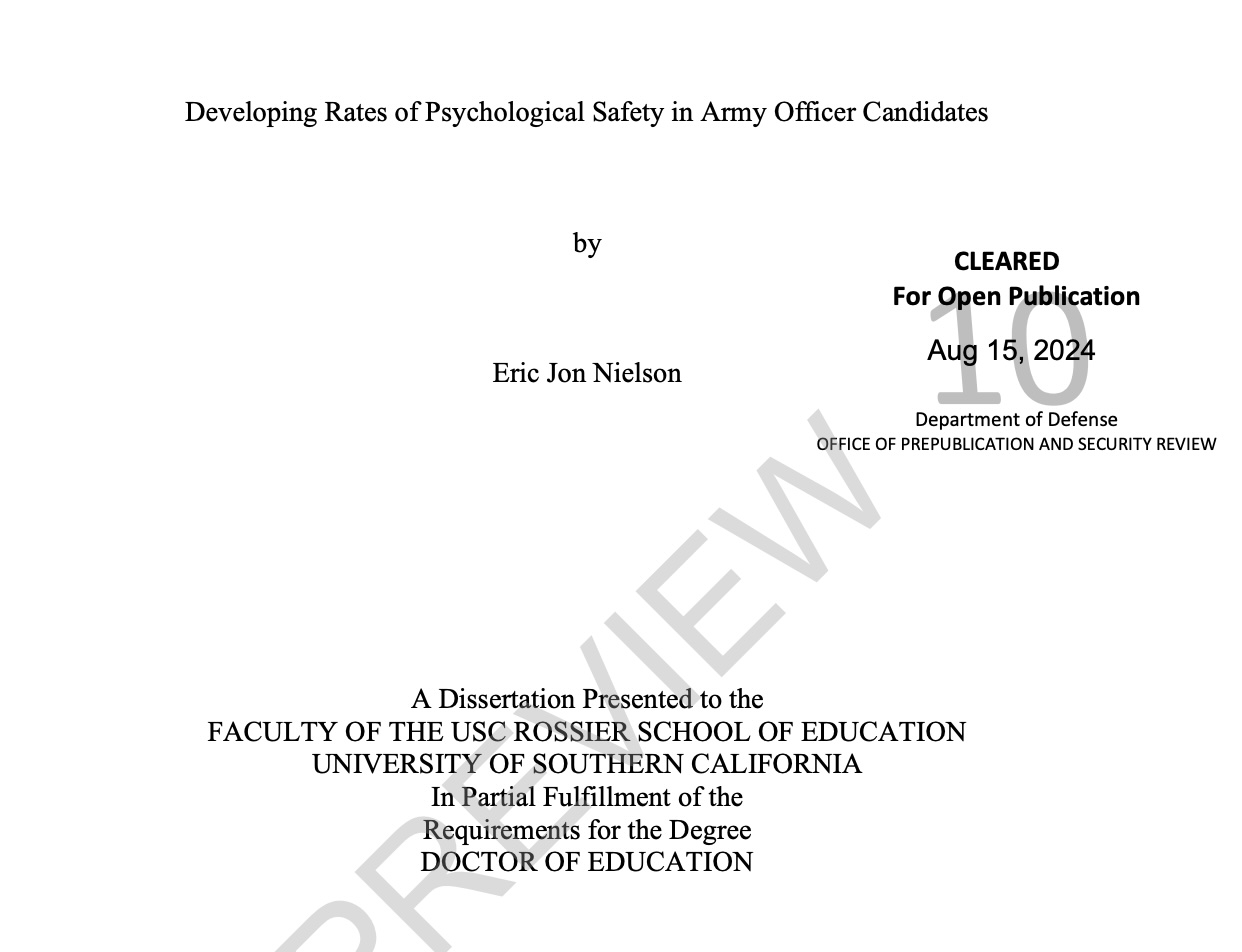 Developing Rates of Psychological Safety in Army Officer Candidates
by
CLEARED
For Open Publication
10
Aug 15, 2024
Eric Jon Nielson
Department of Defense
OFFICE OF PREPUBLICATION AND SECURITY REVIEW
PREVIEW
A Dissertation Presented to the
FACULTY OF THE USC ROSSIER SCHOOL OF EDUCATION
UNIVERSITY OF SOUTHERN CALIFORNIA
In Partial Fulfillment of the
Requirements for the Degree
DOCTOR OF EDUCATION